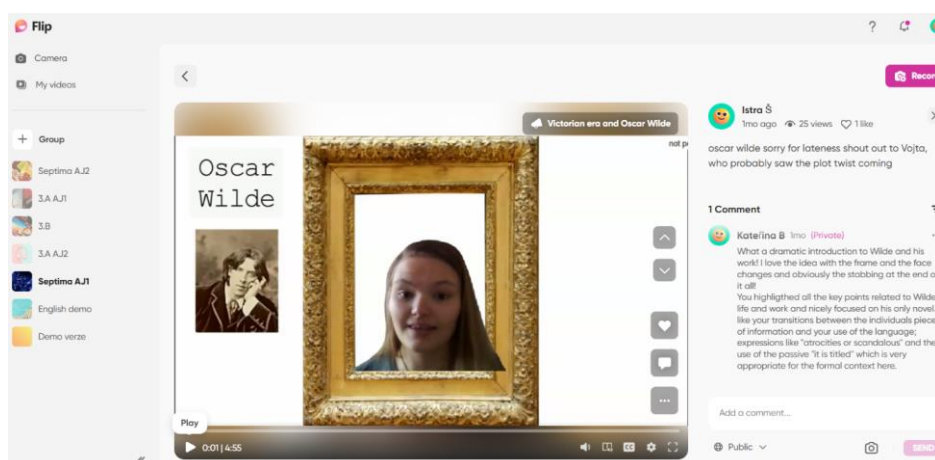 Flip
Camera
My videos
Group
Septima AJ2
3.A AJ1
3.B
3.A AJ2
Septima AJ1
English demo
Demo verze
Victorian era and Oscar Wilde
Oscar
Wilde
not p
Play
0:01 | 4:55
Recor
Istra Š
1mo ago 25 views 1 like
oscar wilde sorry for lateness shout out to Vojta,
who probably saw the plot twist coming
1 Comment
Kateřina B 1mo (Private)
What a dramatic introduction to Wilde and his
work! I love the idea with the frame and the face
changes and obviously the stabbing at the end o
it all!
You highligthed all the key points related to Wilde
life and work and nicely focused on his only novel.
like your transitions between the individuals piece
of information and your use of the language;
expressions like "atrocities or scandalous" and the
use of the passive "it is titled" which is very
appropriate for the formal context here.
Add a comment...
Public
SEND